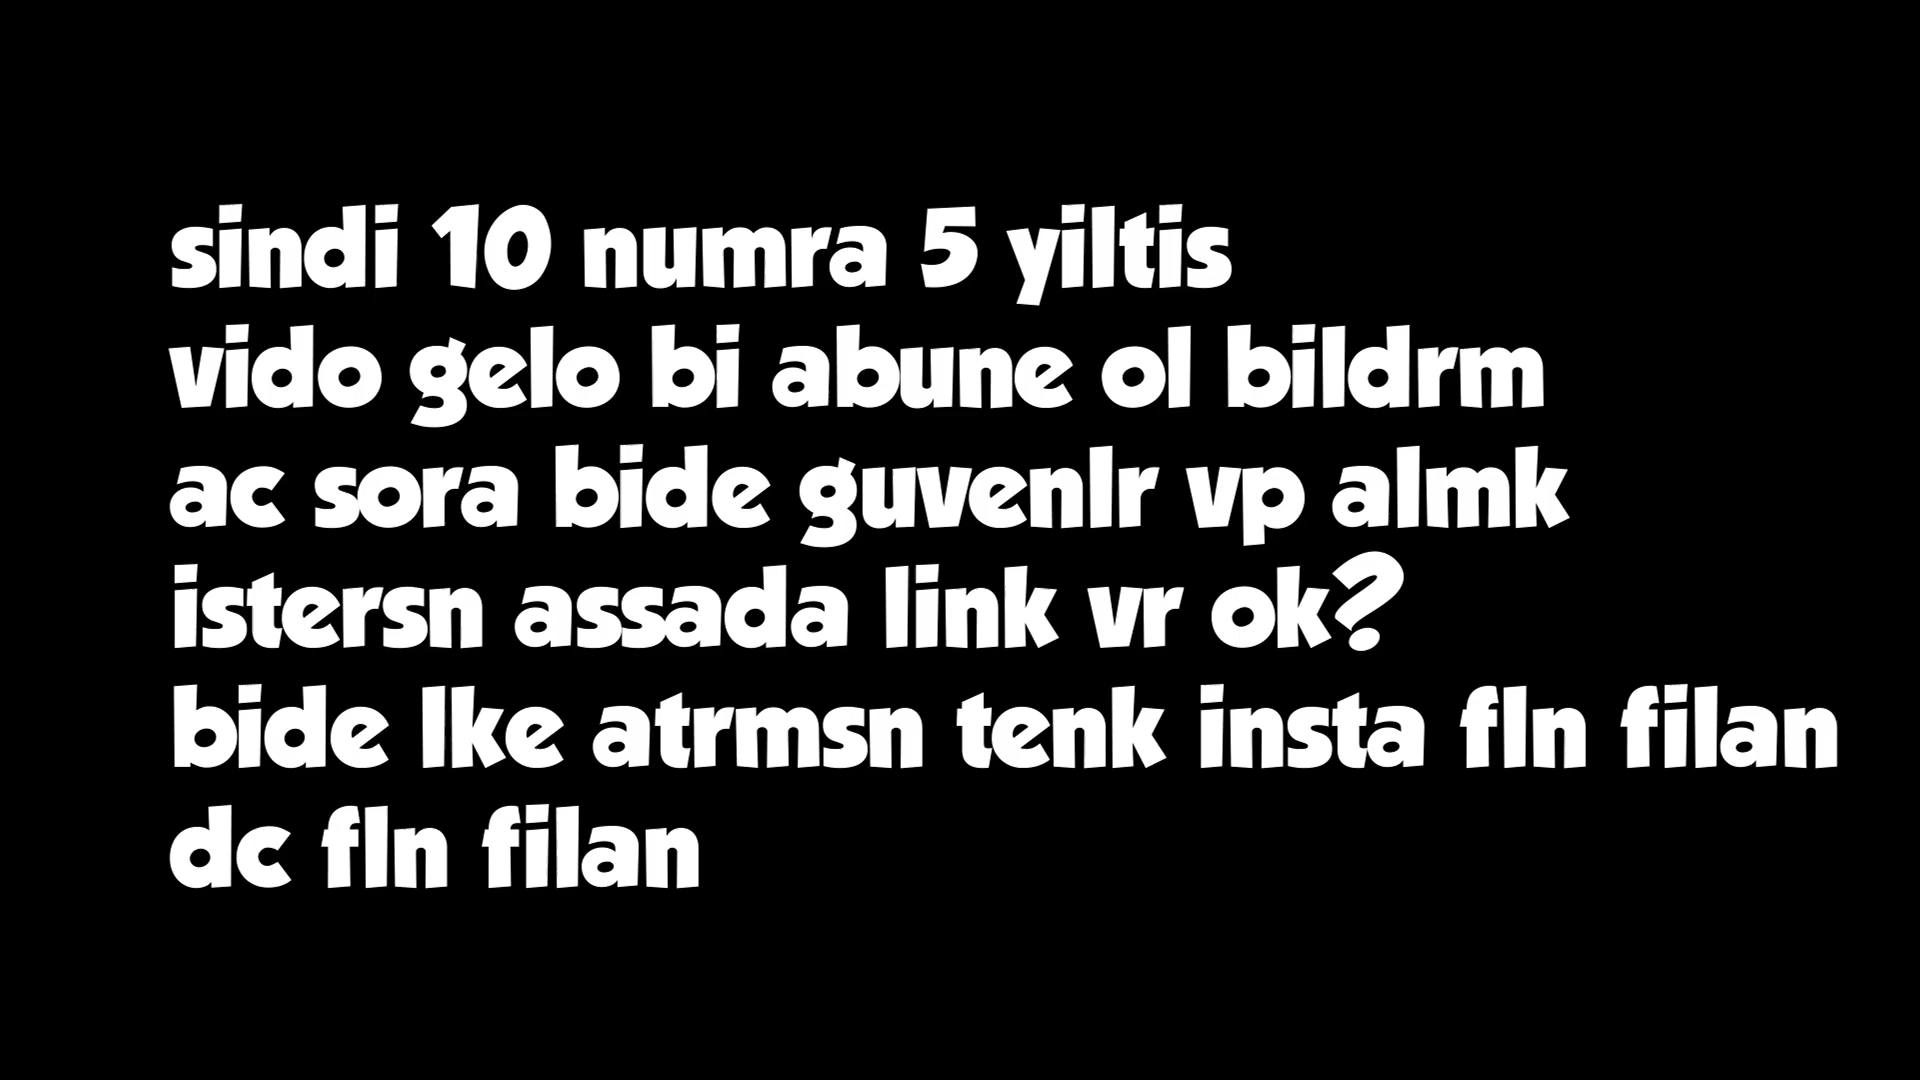 sindi 10 numra 5 yiltis
vido gelo bi abune ol bildrm
ac sora bide guvenlr vp almk
istersn assada link vr ok?
bide lke atrmsn tenk insta fln filan
dc fln filan